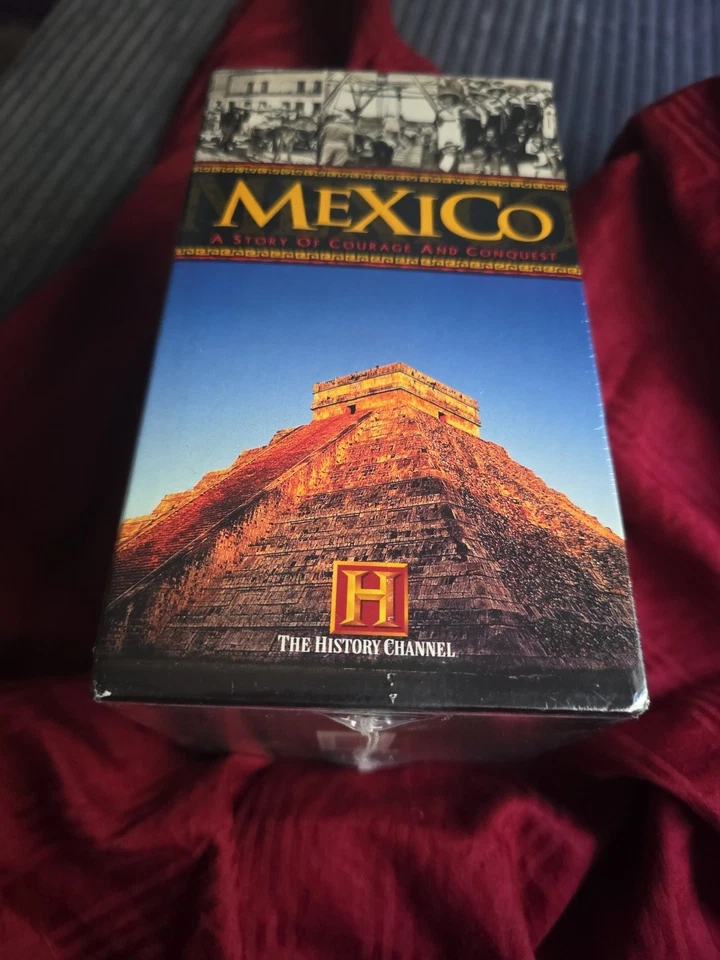 MEXICO
A STORY OF COURAGE AND CONQUEST
H
THE HISTORY CHANNEL